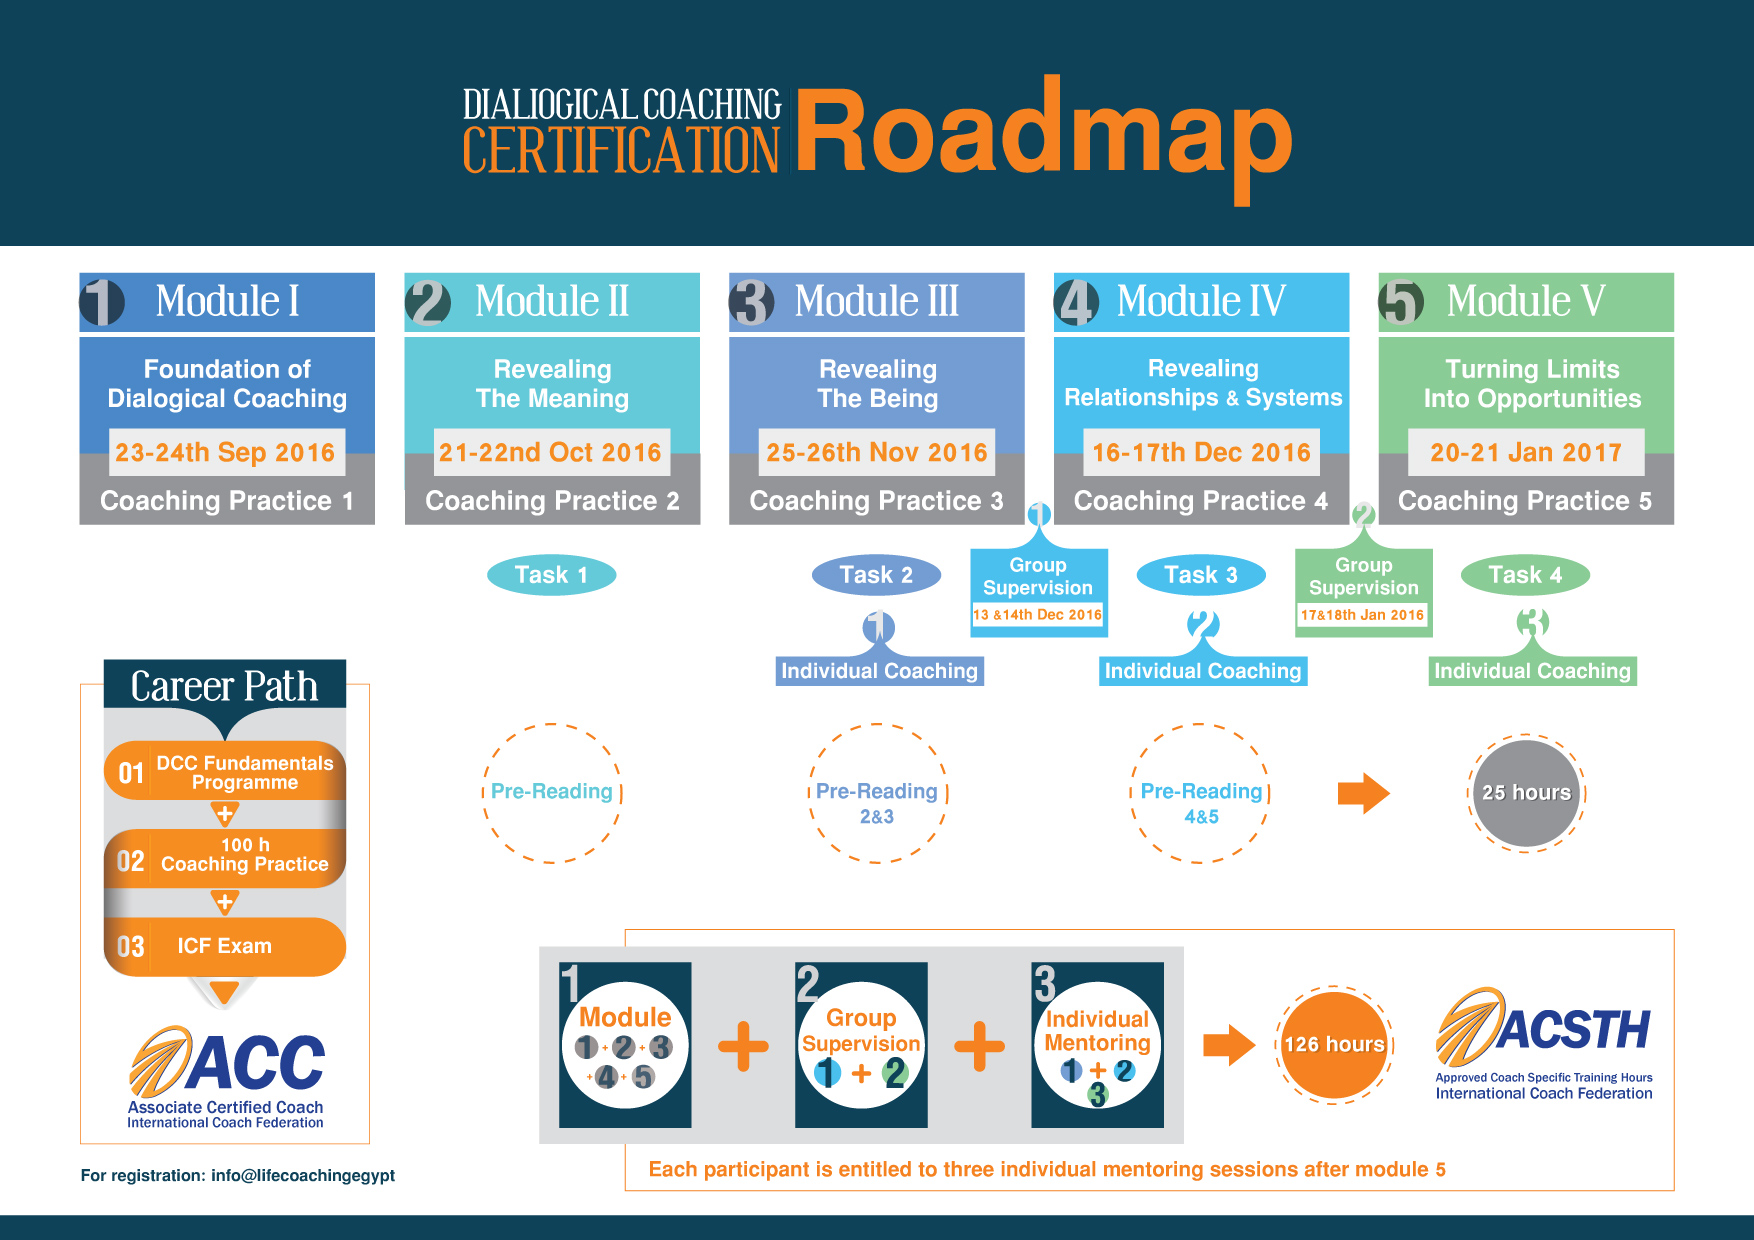 DIALIOGICAL COACHING
CERTIFICATION
Roadmap
1 Module I
Foundation of
Dialogical Coaching
23-24th Sep 2016
Coaching Practice 1
2 Module II
Revealing
The Meaning
21-22nd Oct 2016
Coaching Practice 2
3 Module III
Revealing
The Being
25-26th Nov 2016
Coaching Practice 3
4 Module IV
Revealing
Relationships & Systems
16-17th Dec 2016
Coaching Practice 4
5 Module V
Turning Limits
Into Opportunities
20-21 Jan 2017
Coaching Practice 5
Task 1
Task 2
1
Group
Supervision
13 &14th Dec 2016
Task 3
2
Group
Supervision
17&18th Jan 2016
Task 4
1
Individual Coaching
2
Individual Coaching
3
Individual Coaching
Pre-Reading
Pre-Reading
2&3
Pre-Reading
4&5
25 hours
Career Path
01 DCC Fundamentals
Programme
+
02 100 h
Coaching Practice
+
03 ICF Exam
ACC
Associate Certified Coach
International Coach Federation
For registration: info@lifecoachingegypt
1
Module
1 + 2 + 3
+ 4 + 5
+
2
Group
Supervision
1 + 2
+
3
Individual
Mentoring
1 + 2
3
126 hours
ACSTH
Approved Coach Specific Training Hours
International Coach Federation
Each participant is entitled to three individual mentoring sessions after module 5